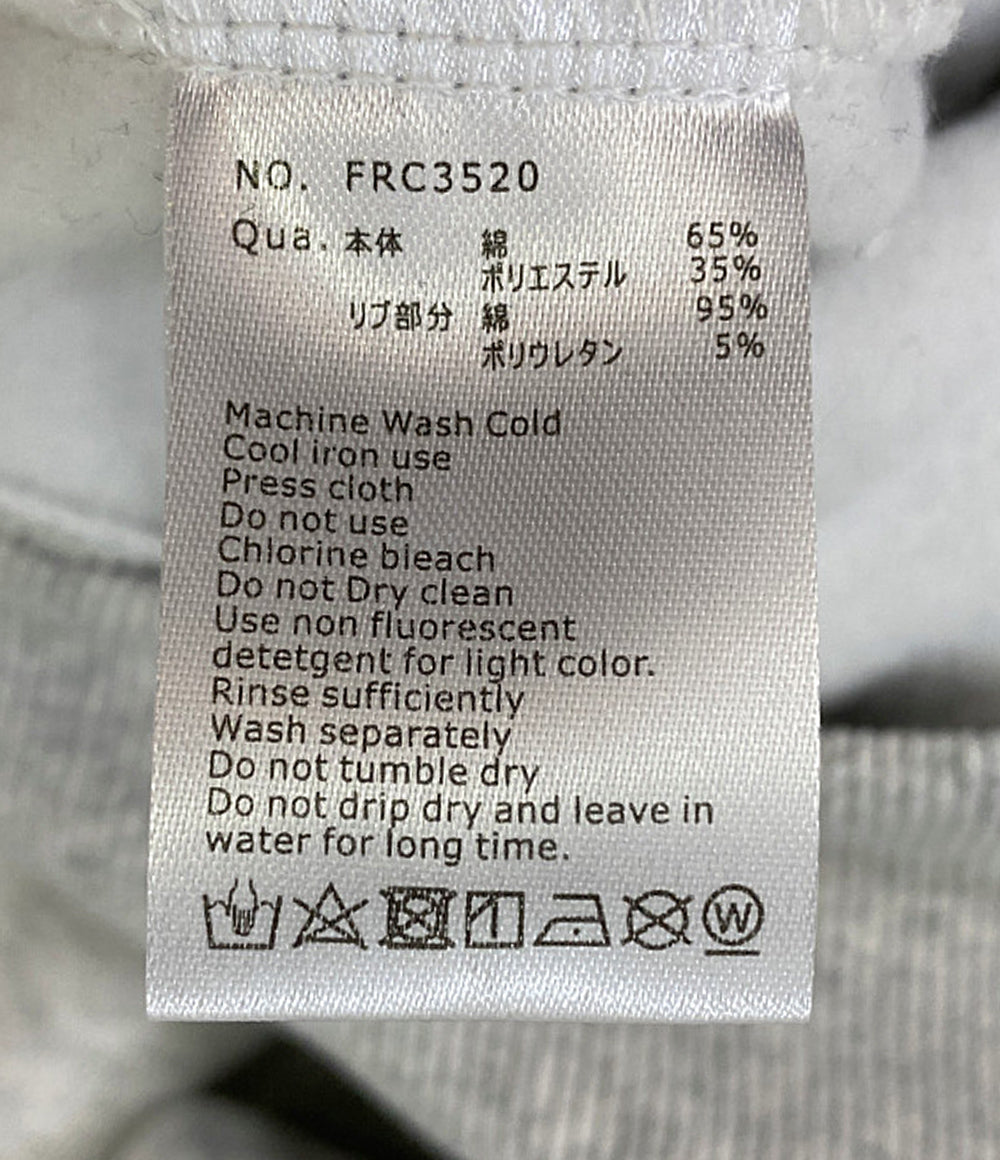 NO. FRC3520
Qua. 本体 綿 65%
ポリエステル 35%
リブ部分 綿 95%
ポリウレタン 5%
Machine Wash Cold
Cool iron use
Press cloth
Do not use
Chlorine bleach
Do not Dry clean
Use non fluorescent
detetgent for light color.
Rinse sufficiently
Wash separately
Do not tumble dry
Do not drip dry and leave in
water for long time.
W